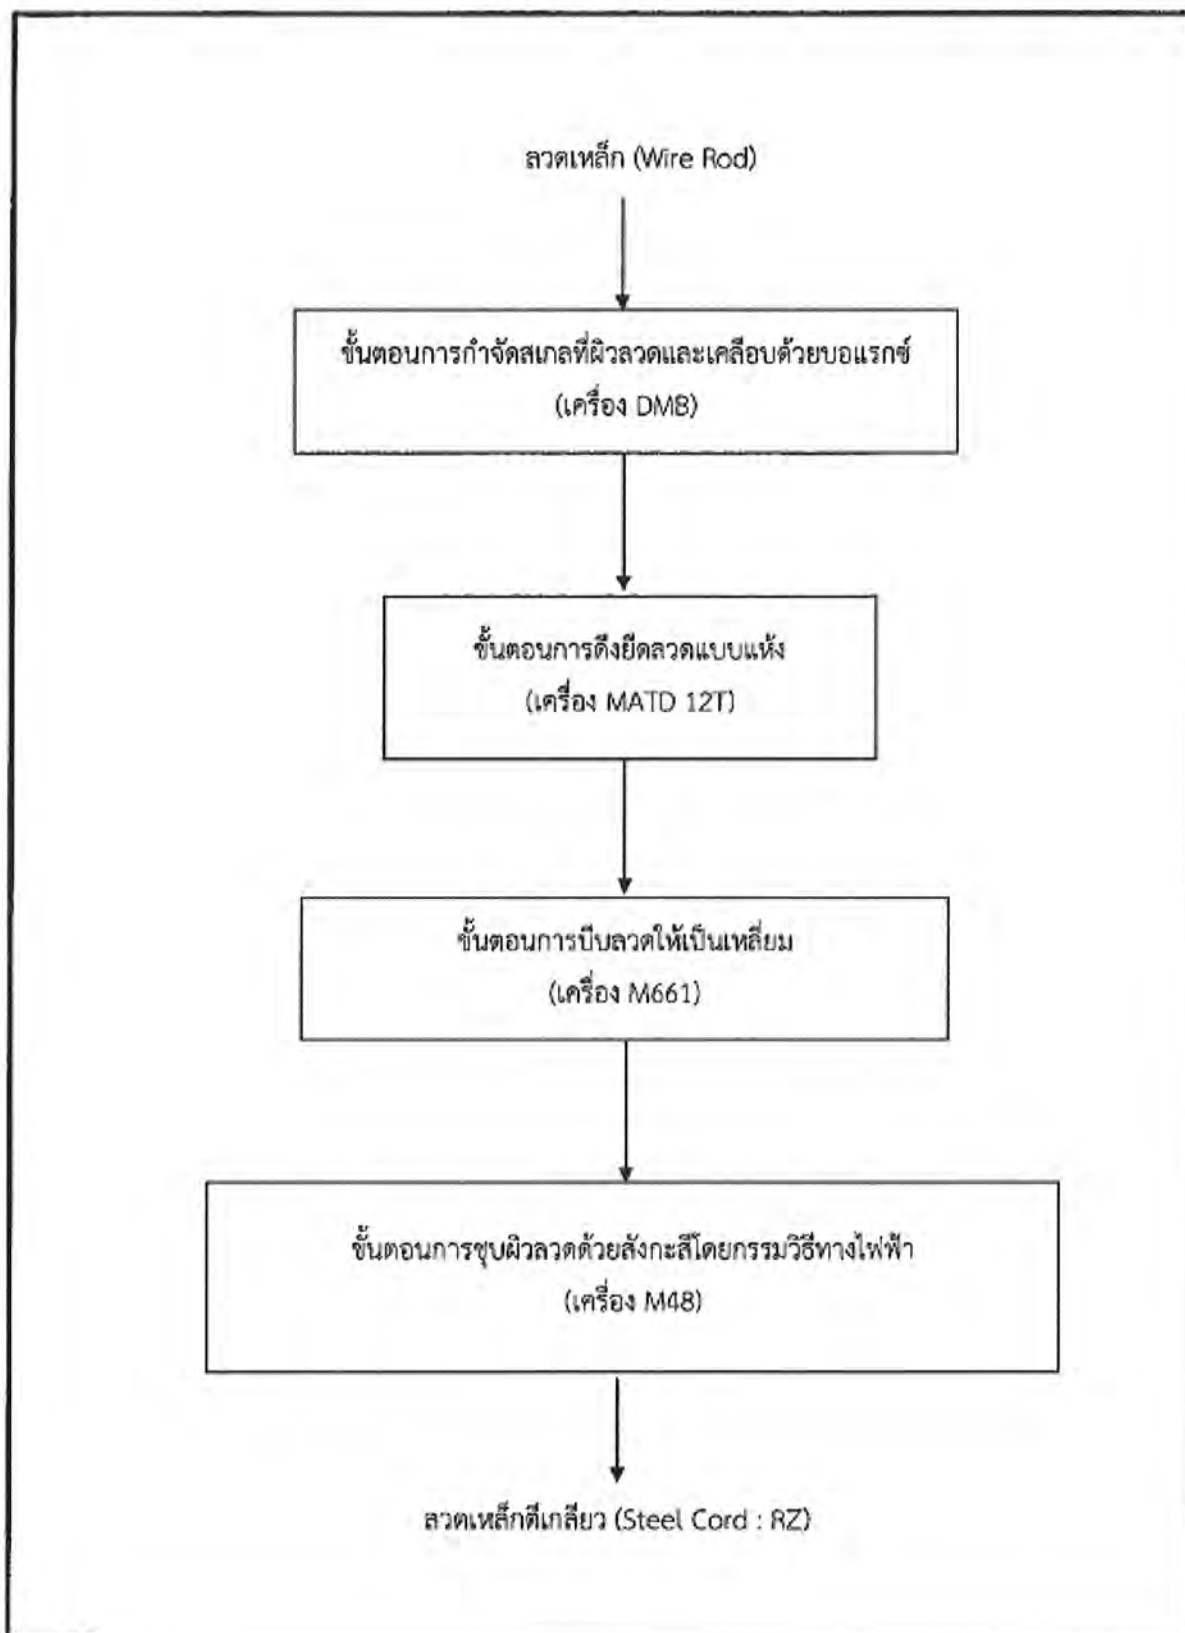 ลวดเหล็ก (Wire Rod)
ขั้นตอนการกำจัดสเกลที่ผิวลวดและเคลือบด้วยบอแรกซ์
(เครื่อง DMB)
ขั้นตอนการดึงยืดลวดแบบแห้ง
(เครื่อง MATD 12T)
ขั้นตอนการบีบลวดให้เป็นเหลี่ยม
(เครื่อง M661)
ขั้นตอนการชุบผิวลวดด้วยสังกะสีโดยกรรมวิธีทางไฟฟ้า
(เครื่อง M48)
ลวดเหล็กตีเกลียว (Steel Cord : RZ)